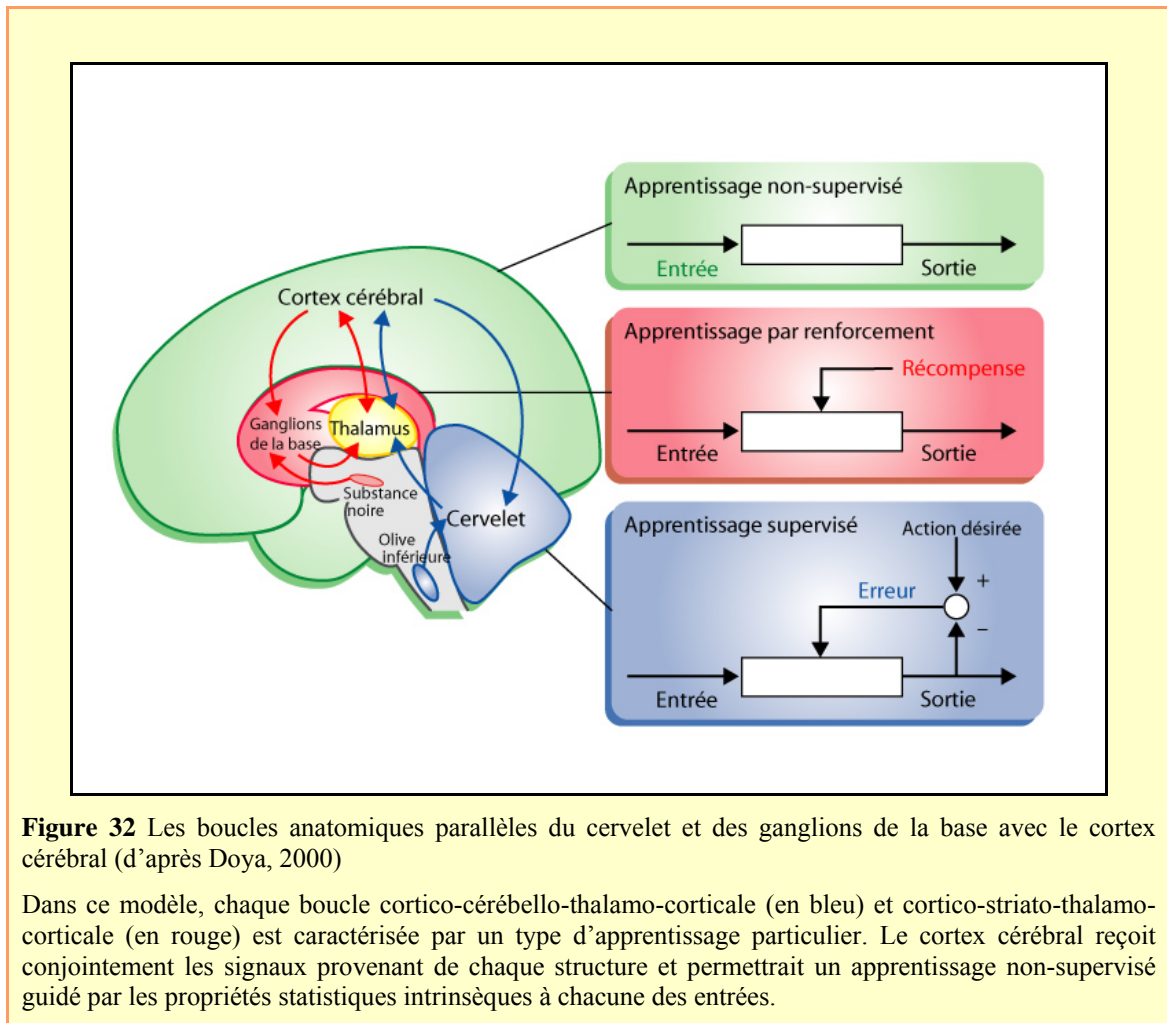 Apprentissage non-supervisé
Entrée
Sortie
Cortex cérébral
Apprentissage par renforcement
Récompense
Entrée
Sortie
Ganglions
de la base
Thalamus
Substance
noire
Cervelet
Olive
inférieure
Apprentissage supervisé
Action désirée
Erreur
+
−
Entrée
Sortie
Figure 32 Les boucles anatomiques parallèles du cervelet et des ganglions de la base avec le cortex
cérébral (d’après Doya, 2000)
Dans ce modèle, chaque boucle cortico-cérébello-thalamo-corticale (en bleu) et cortico-striato-thalamo-
corticale (en rouge) est caractérisée par un type d’apprentissage particulier. Le cortex cérébral reçoit
conjointement les signaux provenant de chaque structure et permettrait un apprentissage non-supervisé
guidé par les propriétés statistiques intrinsèques à chacune des entrées.